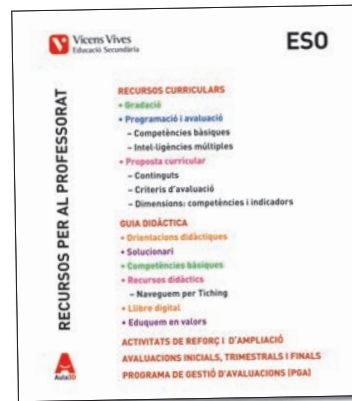 Vicens Vives
Educació Secundària
ESO
RECURSOS PER AL PROFESSORAT
RECURSOS CURRICULARS
• Gradació
• Programació i avaluació
– Competències bàsiques
– Intel·ligències múltiples
• Proposta curricular
– Continguts
– Criteris d'avaluació
– Dimensions: competències i indicadors
GUIA DIDÀCTICA
• Orientacions didàctiques
• Solucionari
• Competències bàsiques
• Recursos didàctics
– Naveguem per Tiching
• Llibre digital
• Eduquem en valors
ACTIVITATS DE REFORÇ I D'AMPLIACIÓ
AVALUACIONS INICIALS, TRIMESTRALS I FINALS
PROGRAMA DE GESTIÓ D'AVALUACIONS (PGA)
Aula3D